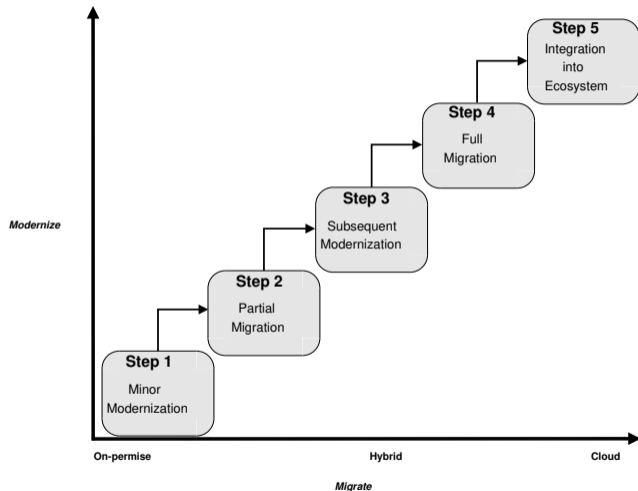 Step 5
Integration
into
Ecosystem
Step 4
Full
Migration
Step 3
Subsequent
Modernization
Modernize
Step 2
Partial
Migration
Step 1
Minor
Modernization
On-permise
Hybrid
Cloud
Migrate